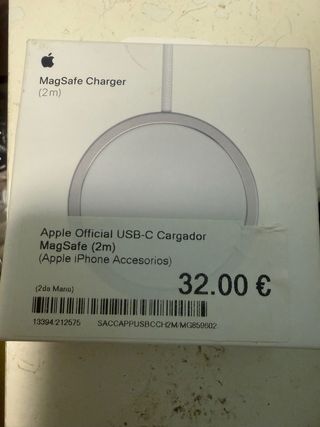 MagSafe Charger
(2m)
Apple Official USB-C Cargador
MagSafe (2m)
(Apple iPhone Accesorios)
32.00 €
(2da Mano)
13394/212575 SACCAPPUSBCCH2M/MG859602